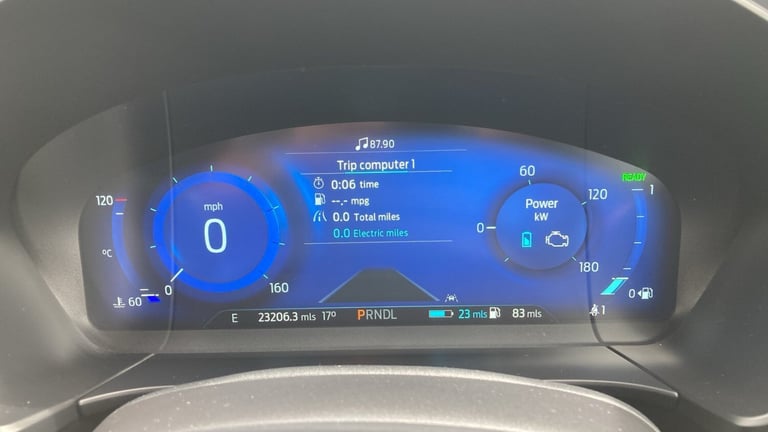 87.90
Trip computer 1
0:06 time
--.- mpg
0.0 Total miles
0.0 Electric miles
120
°C
60
mph
0
0
160
60
Power
kW
0
120
180
READY
1
0
E 23206.3 mls 17° PRNDL 23 mls 83 mls
1